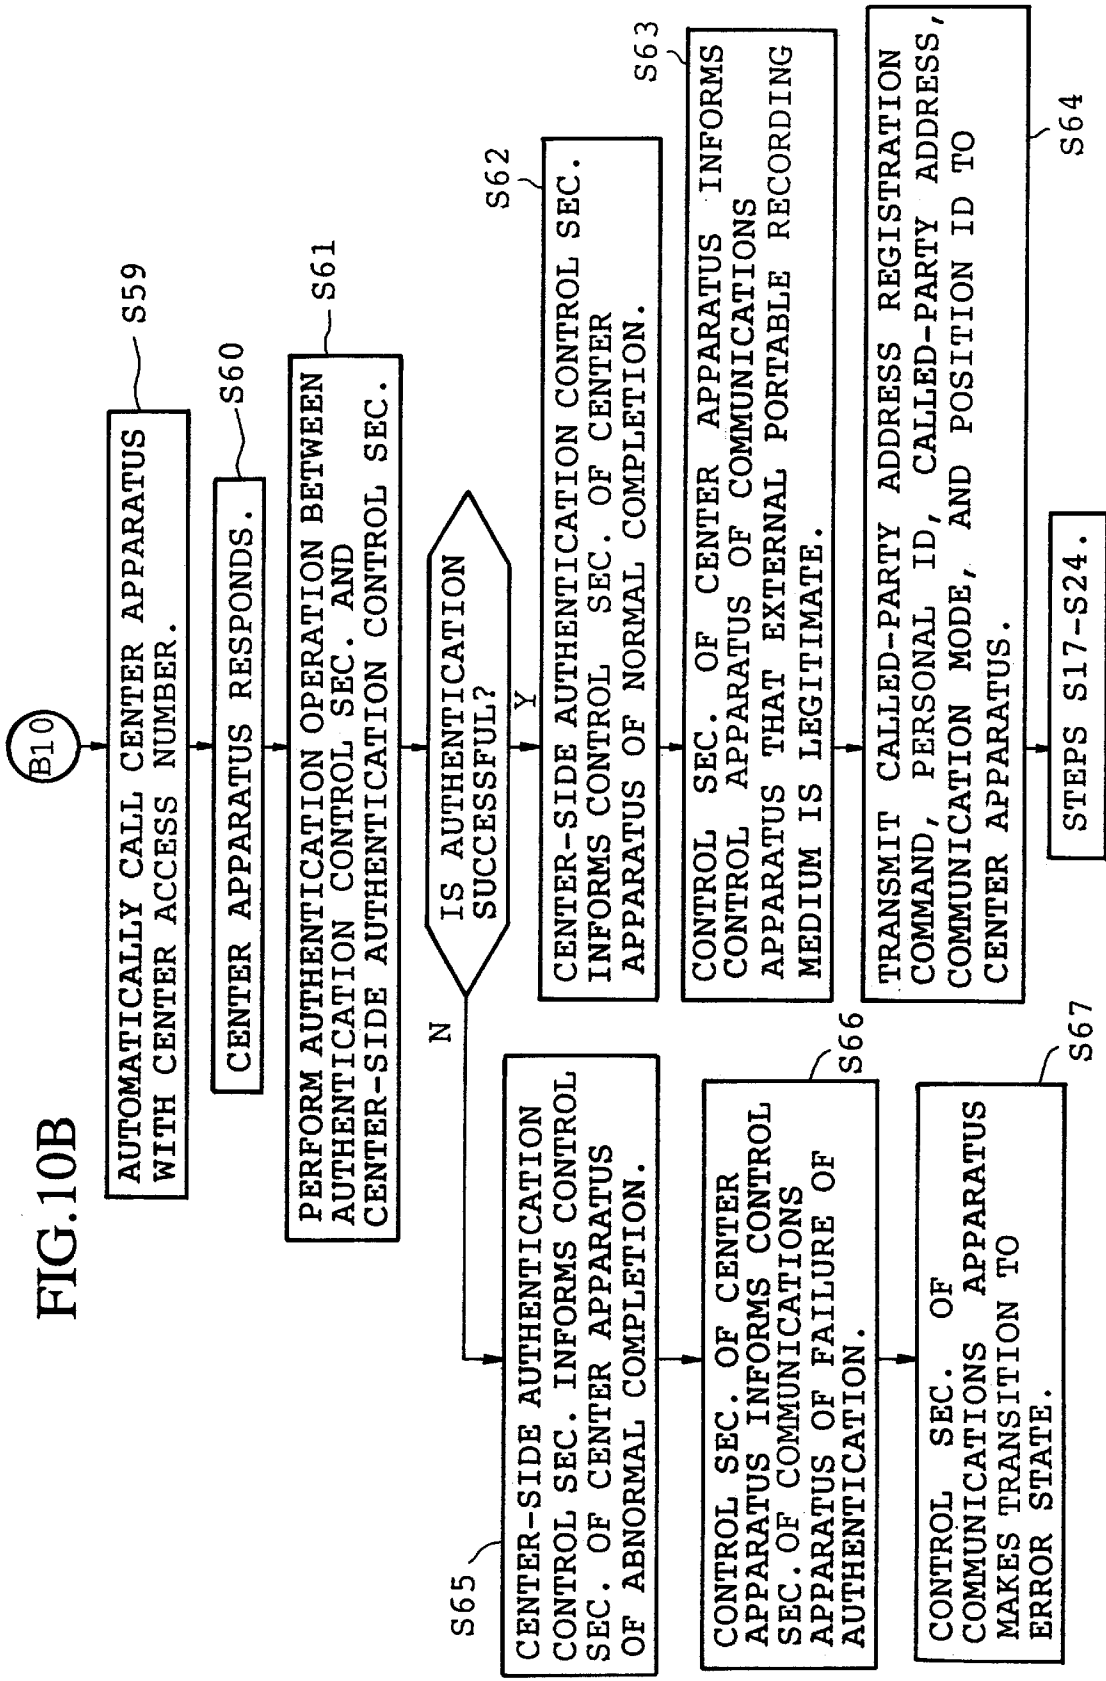 FIG.10B
B10
AUTOMATICALLY CALL CENTER APPARATUS
WITH CENTER ACCESS NUMBER.
S59
CENTER APPARATUS RESPONDS.
S60
PERFORM AUTHENTICATION OPERATION BETWEEN
AUTHENTICATION CONTROL SEC. AND
CENTER-SIDE AUTHENTICATION CONTROL SEC.
S61
IS AUTHENTICATION
SUCCESSFUL?
N
Y
CENTER-SIDE AUTHENTICATION CONTROL SEC.
INFORMS CONTROL SEC. OF CENTER
APPARATUS OF NORMAL COMPLETION.
S62
CONTROL SEC. OF CENTER APPARATUS INFORMS
CONTROL APPARATUS OF COMMUNICATIONS
APPARATUS THAT EXTERNAL PORTABLE RECORDING
MEDIUM IS LEGITIMATE.
S63
TRANSMIT CALLED-PARTY ADDRESS REGISTRATION
COMMAND, PERSONAL ID, CALLED-PARTY ADDRESS,
COMMUNICATION MODE, AND POSITION ID TO
CENTER APPARATUS.
S64
STEPS S17-S24.
S65
CENTER-SIDE AUTHENTICATION
CONTROL SEC. INFORMS CONTROL
SEC. OF CENTER APPARATUS
OF ABNORMAL COMPLETION.
CONTROL SEC. OF CENTER
APPARATUS INFORMS CONTROL
SEC. OF COMMUNICATIONS
APPARATUS OF FAILURE OF
AUTHENTICATION.
S66
CONTROL SEC. OF
COMMUNICATIONS APPARATUS
MAKES TRANSITION TO
ERROR STATE.
S67